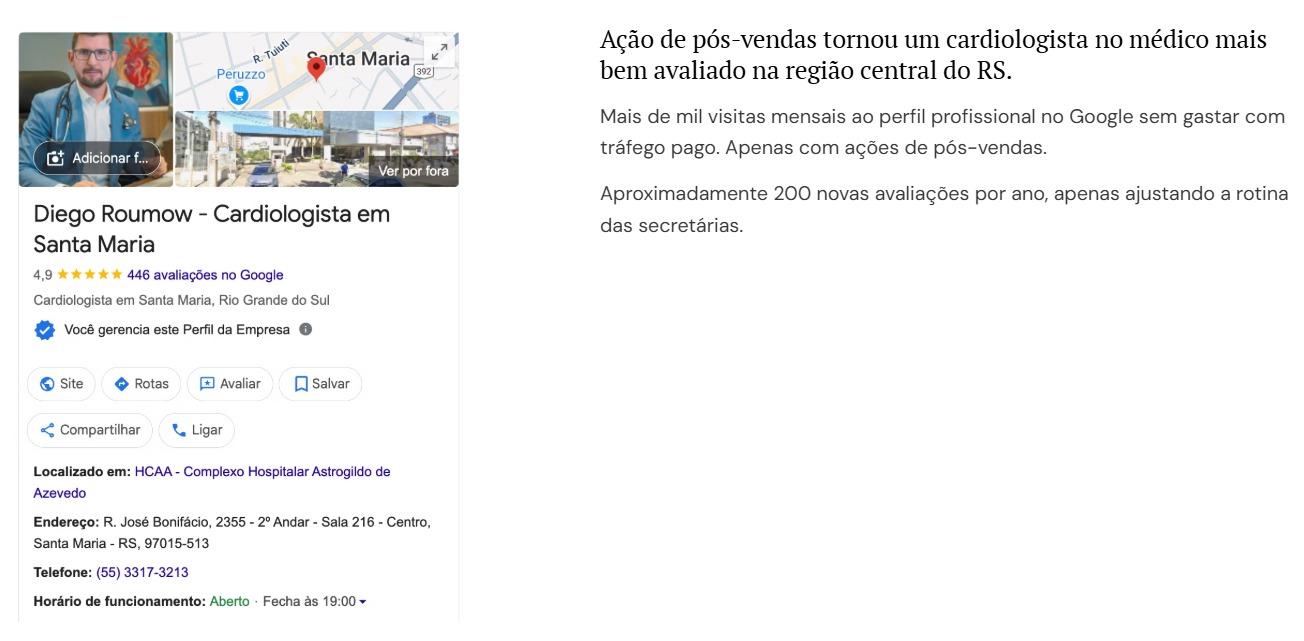 R. Tuiuti
Santa Maria
Peruzzo
392
Adicionar f...
Ver por fora
Diego Roumow - Cardiologista em
Santa Maria
4,9 ★★★★★ 446 avaliações no Google
Cardiologista em Santa Maria, Rio Grande do Sul
Você gerencia este Perfil da Empresa
Site
Rotas
Avaliar
Salvar
Compartilhar
Ligar
Localizado em: HCAA - Complexo Hospitalar Astrogildo de
Azevedo
Endereço: R. José Bonifácio, 2355 - 2º Andar - Sala 216 - Centro,
Santa Maria - RS, 97015-513
Telefone: (55) 3317-3213
Horário de funcionamento: Aberto · Fecha às 19:00
Ação de pós-vendas tornou um cardiologista no médico mais
bem avaliado na região central do RS.
Mais de mil visitas mensais ao perfil profissional no Google sem gastar com
tráfego pago. Apenas com ações de pós-vendas.
Aproximadamente 200 novas avaliações por ano, apenas ajustando a rotina
das secretárias.